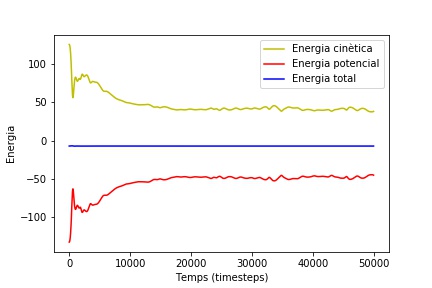 Energia cinètica
Energia potencial
Energia total
100
50
0
−50
−100
Energia
0
10000
20000
30000
40000
50000
Temps (timesteps)